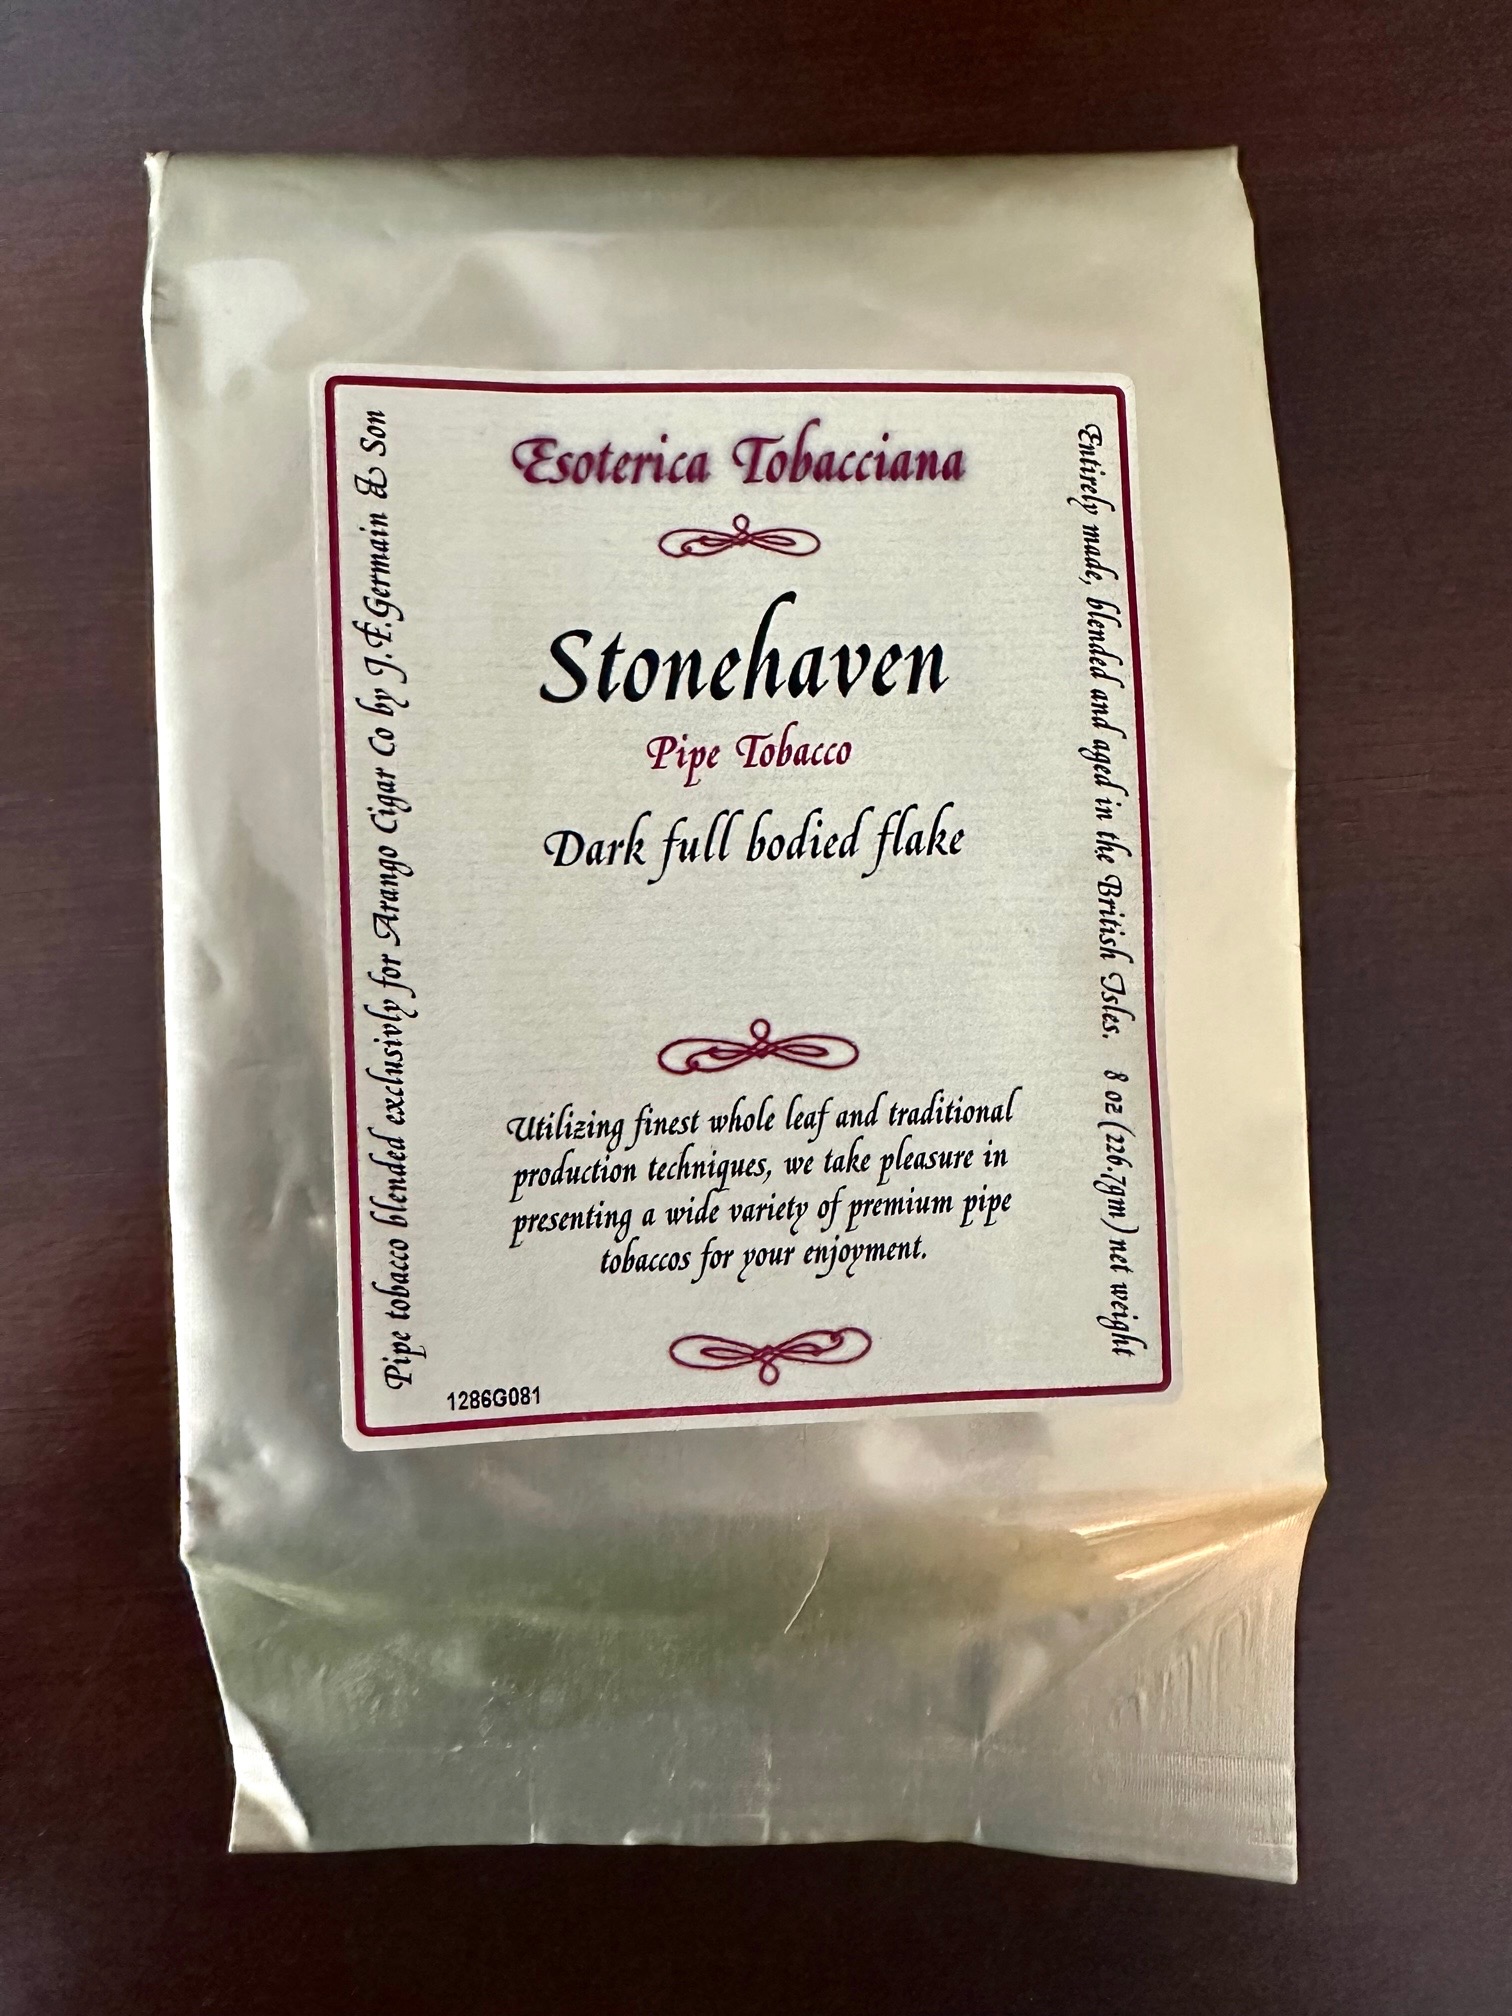 Esoterica Tobacciana
Stonehaven
Pipe Tobacco
Dark full bodied flake
Utilizing finest whole leaf and traditional
production techniques, we take pleasure in
presenting a wide variety of premium pipe
tobaccos for your enjoyment.
1286G081
Pipe tobacco blended exclusivly for Arango Cigar Co by J.F.Germain & Son
Entirely made, blended and aged in the British Isles. 8 oz (226,7gm) net weight